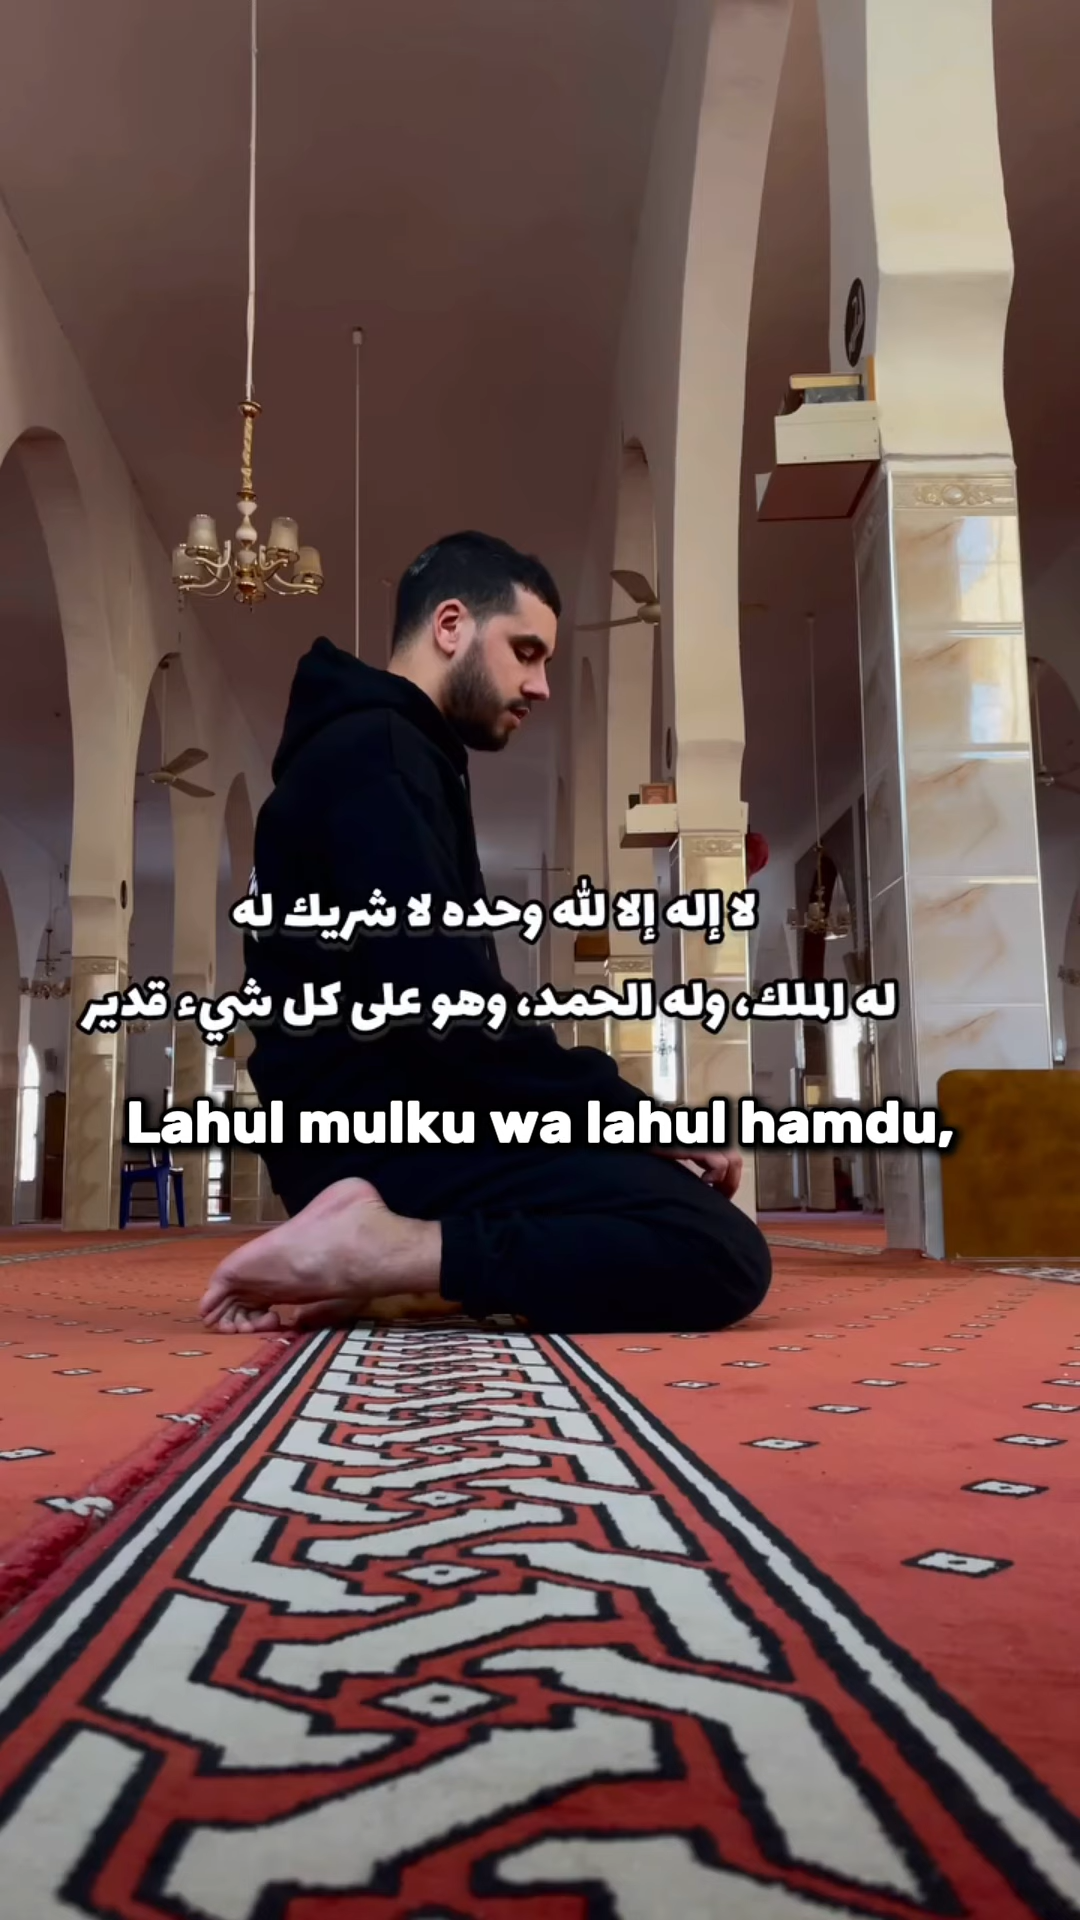 لا إله إلا لله وحده لا شريك له
له الملك، وله الحمد، وهو على كل شيء قدير
Lahul mulku wa lahul hamdu,